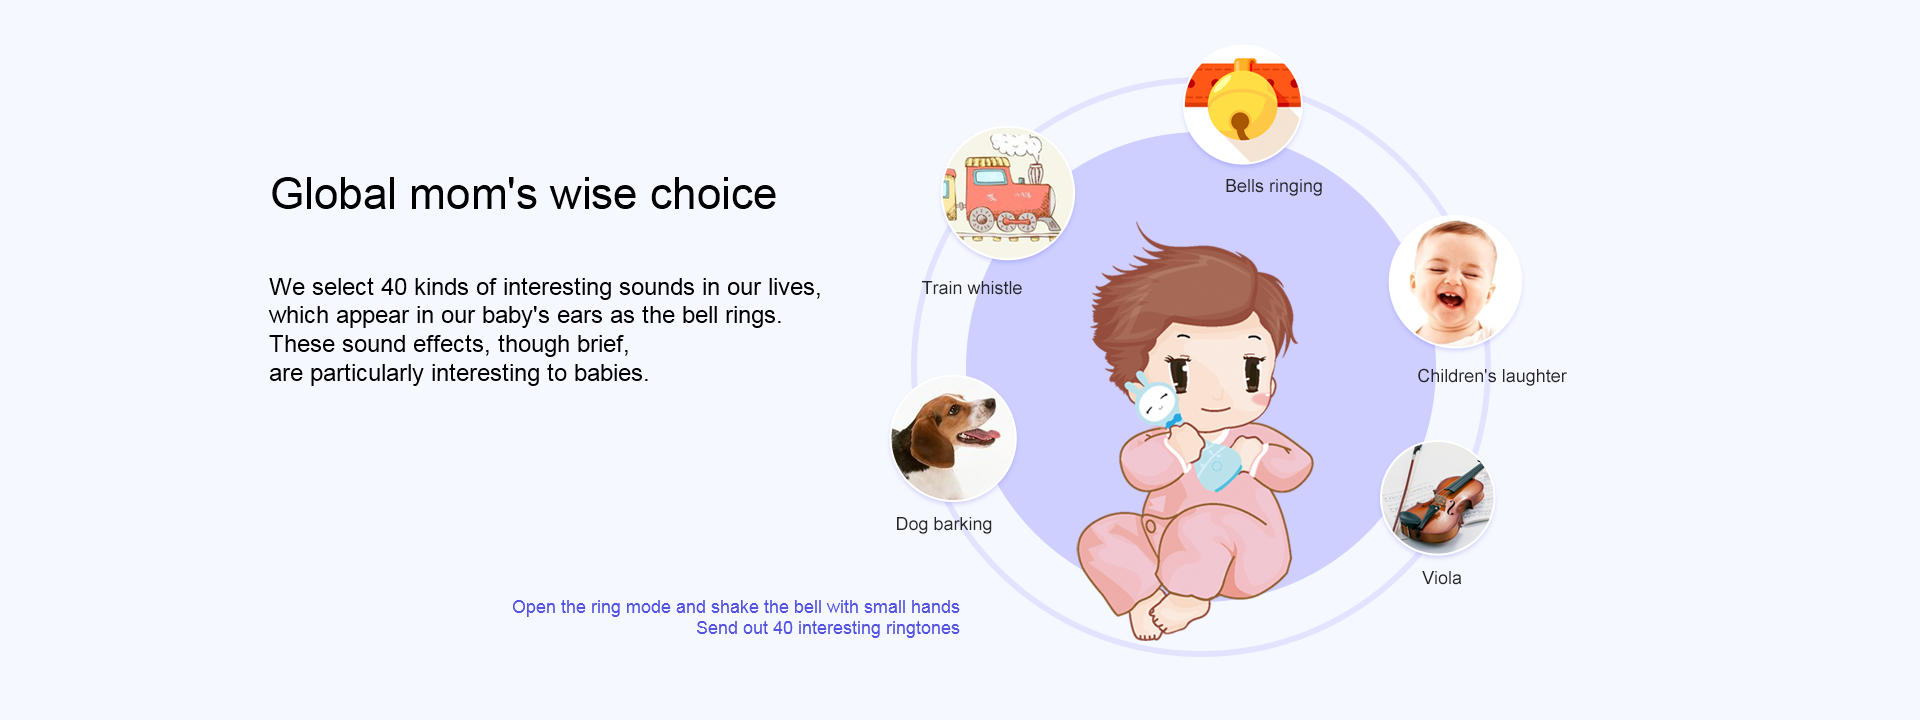 Global mom's wise choice
We select 40 kinds of interesting sounds in our lives,
which appear in our baby's ears as the bell rings.
These sound effects, though brief,
are particularly interesting to babies.
Open the ring mode and shake the bell with small hands
Send out 40 interesting ringtones
Bells ringing
Train whistle
Children's laughter
Dog barking
Viola